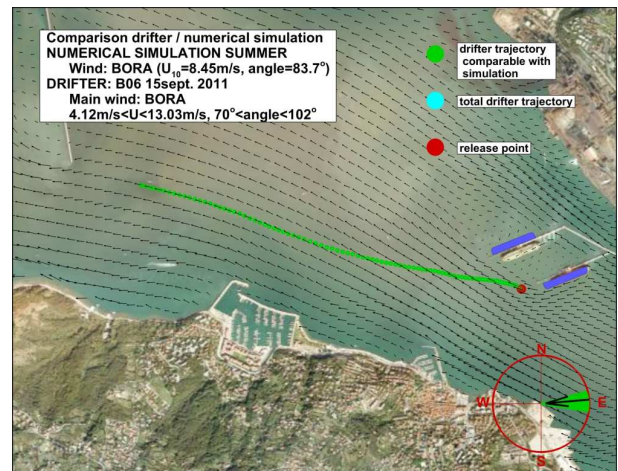 Comparison drifter / numerical simulation
NUMERICAL SIMULATION SUMMER
Wind: BORA (U10=8.45m/s, angle=83.7°)
DRIFTER: B06 15sept. 2011
Main wind: BORA
4.12m/s<U<13.03m/s, 70°<angle<102°
drifter trajectory
comparable with
simulation
total drifter trajectory
release point
N
W
E
S